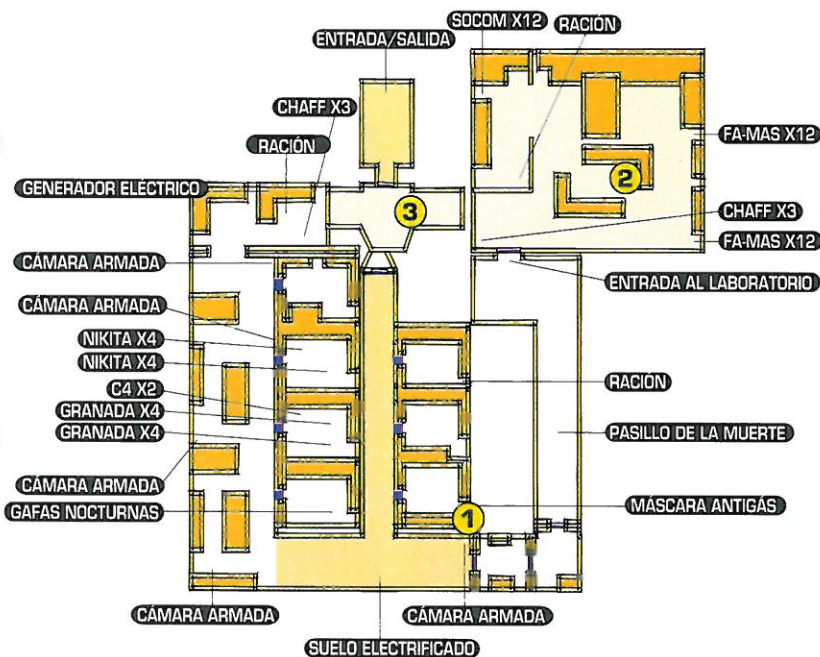 SOCOM X12
RACIÓN
ENTRADA/SALIDA
CHAFF X3
RACIÓN
FA-MAS X12
GENERADOR ELÉCTRICO
2
3
CHAFF X3
FA-MAS X12
CÁMARA ARMADA
ENTRADA AL LABORATORIO
CÁMARA ARMADA
NIKITA X4
NIKITA X4
RACIÓN
C4 X2
GRANADA X4
GRANADA X4
PASILLO DE LA MUERTE
CÁMARA ARMADA
GAFAS NOCTURNAS
MÁSCARA ANTIGÁS
1
CÁMARA ARMADA
CÁMARA ARMADA
SUELO ELECTRIFICADO